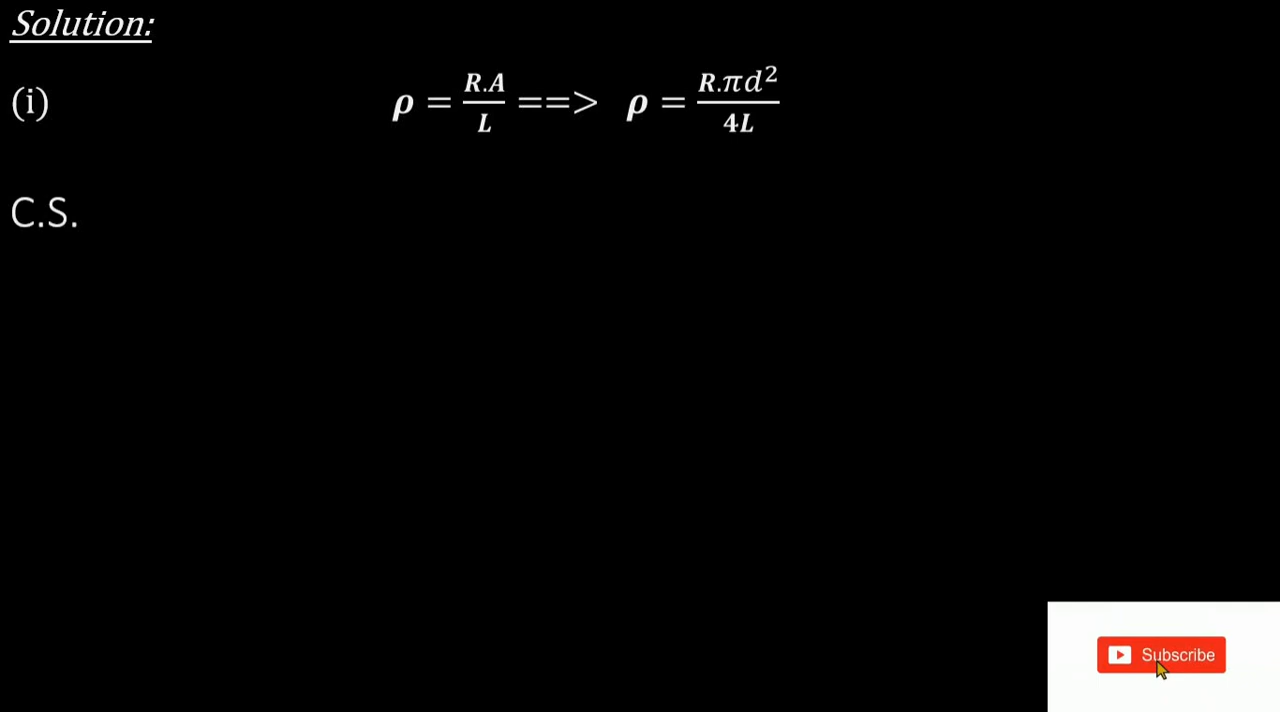 Solution:
(i) ρ = R.A/L ==> ρ = R.πd²/4L
C.S.
Subscribe